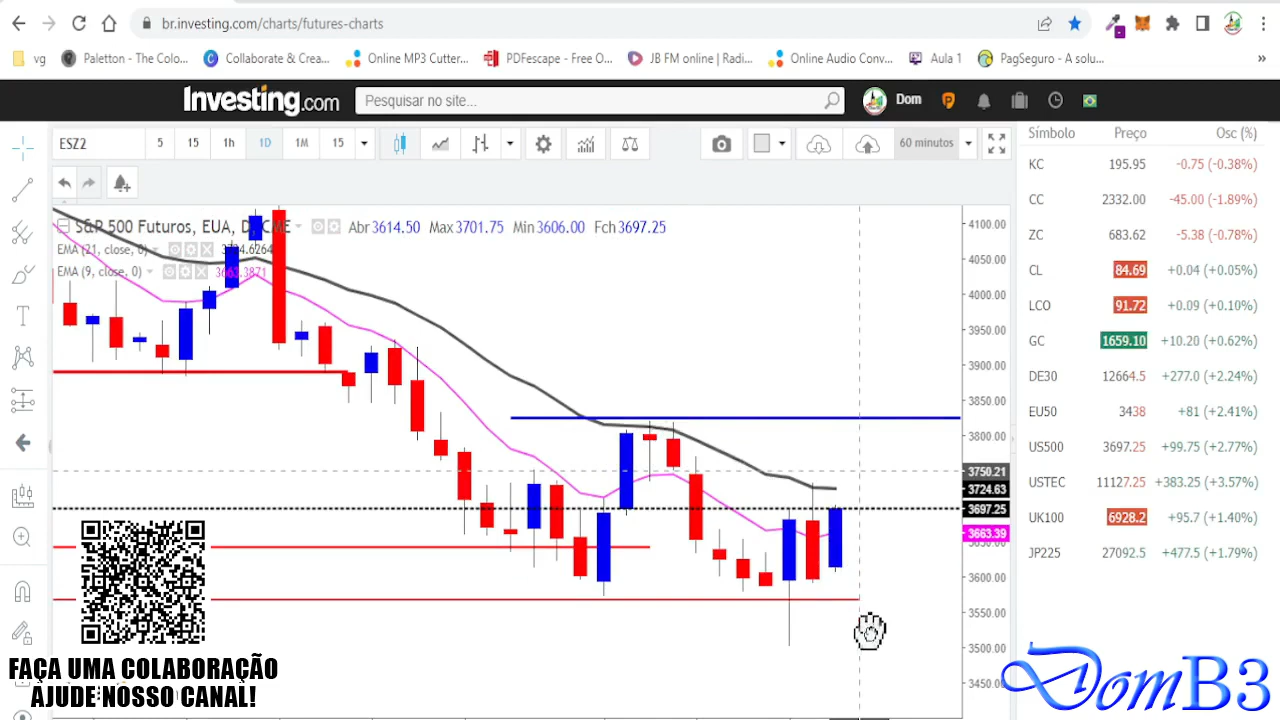 br.investing.com/charts/futures-charts
vg Paletton - The Colo... Collaborate & Crea... Online MP3 Cutter... PDFescape - Free O... JB FM online | Radi... Online Audio Conv... Aula 1 PagSeguro - A solu... »
Investing.com Pesquisar no site... Dom
ESZ2 5 15 1h 1D 1M 15 60 minutos
S&P 500 Futuros, EUA, D, CME Abr 3614.50 Max 3701.75 Min 3606.00 Fch 3697.25
EMA (21, close, 0)
EMA (9, close, 0) 3663.3871
4100.00
4050.00
4000.00
3950.00
3900.00
3850.00
3800.00
3750.21
3724.63
3697.25
3663.39
3600.00
3550.00
3500.00
3450.00
Símbolo Preço Osc (%)
KC 195.95 -0.75 (-0.38%)
CC 2332.00 -45.00 (-1.89%)
ZC 683.62 -5.38 (-0.78%)
CL 84.69 +0.04 (+0.05%)
LCO 91.72 +0.09 (+0.10%)
GC 1659.10 +10.20 (+0.62%)
DE30 12664.5 +277.0 (+2.24%)
EU50 3438 +81 (+2.41%)
US500 3697.25 +99.75 (+2.77%)
USTEC 11127.25 +383.25 (+3.57%)
UK100 6928.2 +95.7 (+1.40%)
JP225 27092.5 +477.5 (+1.79%)
FAÇA UMA COLABORAÇÃO
AJUDE NOSSO CANAL!
DomB3